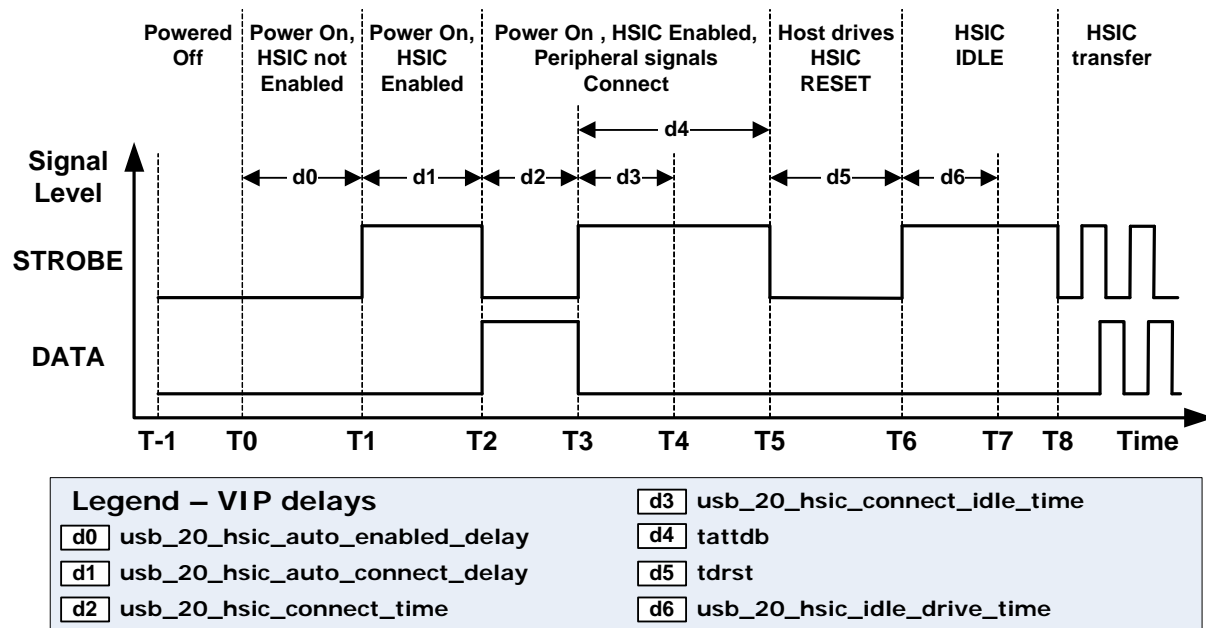 Powered Off
Power On, HSIC not Enabled
Power On, HSIC Enabled
Power On , HSIC Enabled, Peripheral signals Connect
Host drives HSIC RESET
HSIC IDLE
HSIC transfer
d4
Signal Level
d0 d1 d2 d3 d5 d6
STROBE
DATA
T-1 T0 T1 T2 T3 T4 T5 T6 T7 T8 Time
Legend – VIP delays
d0 usb_20_hsic_auto_enabled_delay
d1 usb_20_hsic_auto_connect_delay
d2 usb_20_hsic_connect_time
d3 usb_20_hsic_connect_idle_time
d4 tattdb
d5 tdrst
d6 usb_20_hsic_idle_drive_time